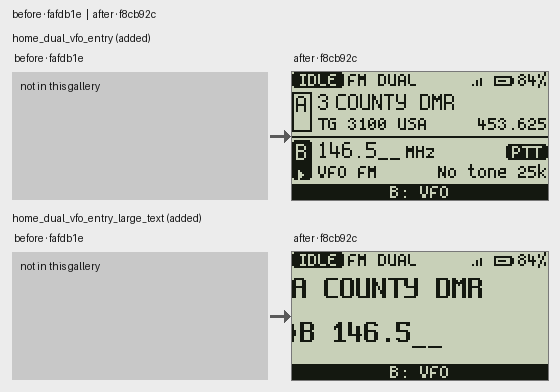 before · fafdb1e | after · f8cb92c
home_dual_vfo_entry (added)
before · fafdb1e
after · f8cb92c
not in this gallery
IDLE FM DUAL 84%
A 3 COUNTY DMR
TG 3100 USA 453.625
B 146.5__ MHz PTT
VFO FM No tone 25k
B: VFO
home_dual_vfo_entry_large_text (added)
before · fafdb1e
after · f8cb92c
not in this gallery
IDLE FM DUAL 84%
A COUNTY DMR
B 146.5__
B: VFO